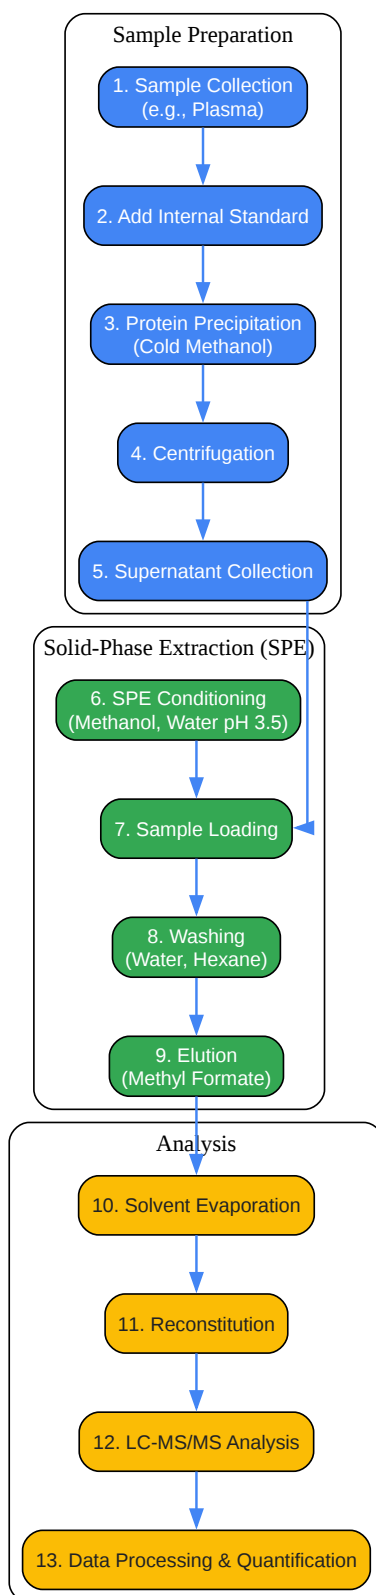 Sample Preparation
1. Sample Collection
(e.g., Plasma)
2. Add Internal Standard
3. Protein Precipitation
(Cold Methanol)
4. Centrifugation
5. Supernatant Collection
Solid-Phase Extraction (SPE)
6. SPE Conditioning
(Methanol, Water pH 3.5)
7. Sample Loading
8. Washing
(Water, Hexane)
9. Elution
(Methyl Formate)
Analysis
10. Solvent Evaporation
11. Reconstitution
12. LC-MS/MS Analysis
13. Data Processing & Quantification